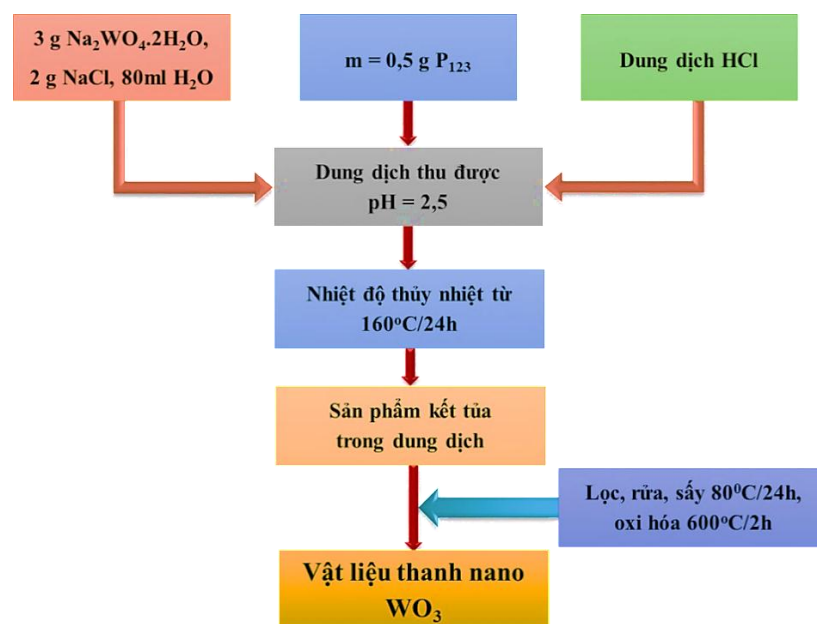 3 g Na₂WO₄.2H₂O,
2 g NaCl, 80ml H₂O
m = 0,5 g P₁₂₃
Dung dịch HCl
Dung dịch thu được
pH = 2,5
Nhiệt độ thủy nhiệt từ
160ᵒC/24h
Sản phẩm kết tủa
trong dung dịch
Lọc, rửa, sấy 80⁰C/24h,
oxi hóa 600ᵒC/2h
Vật liệu thanh nano
WO₃